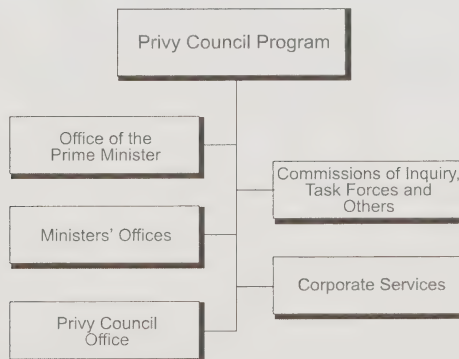 Privy Council Program
Office of the
Prime Minister
Commissions of Inquiry,
Task Forces and
Others
Ministers' Offices
Corporate Services
Privy Council
Office